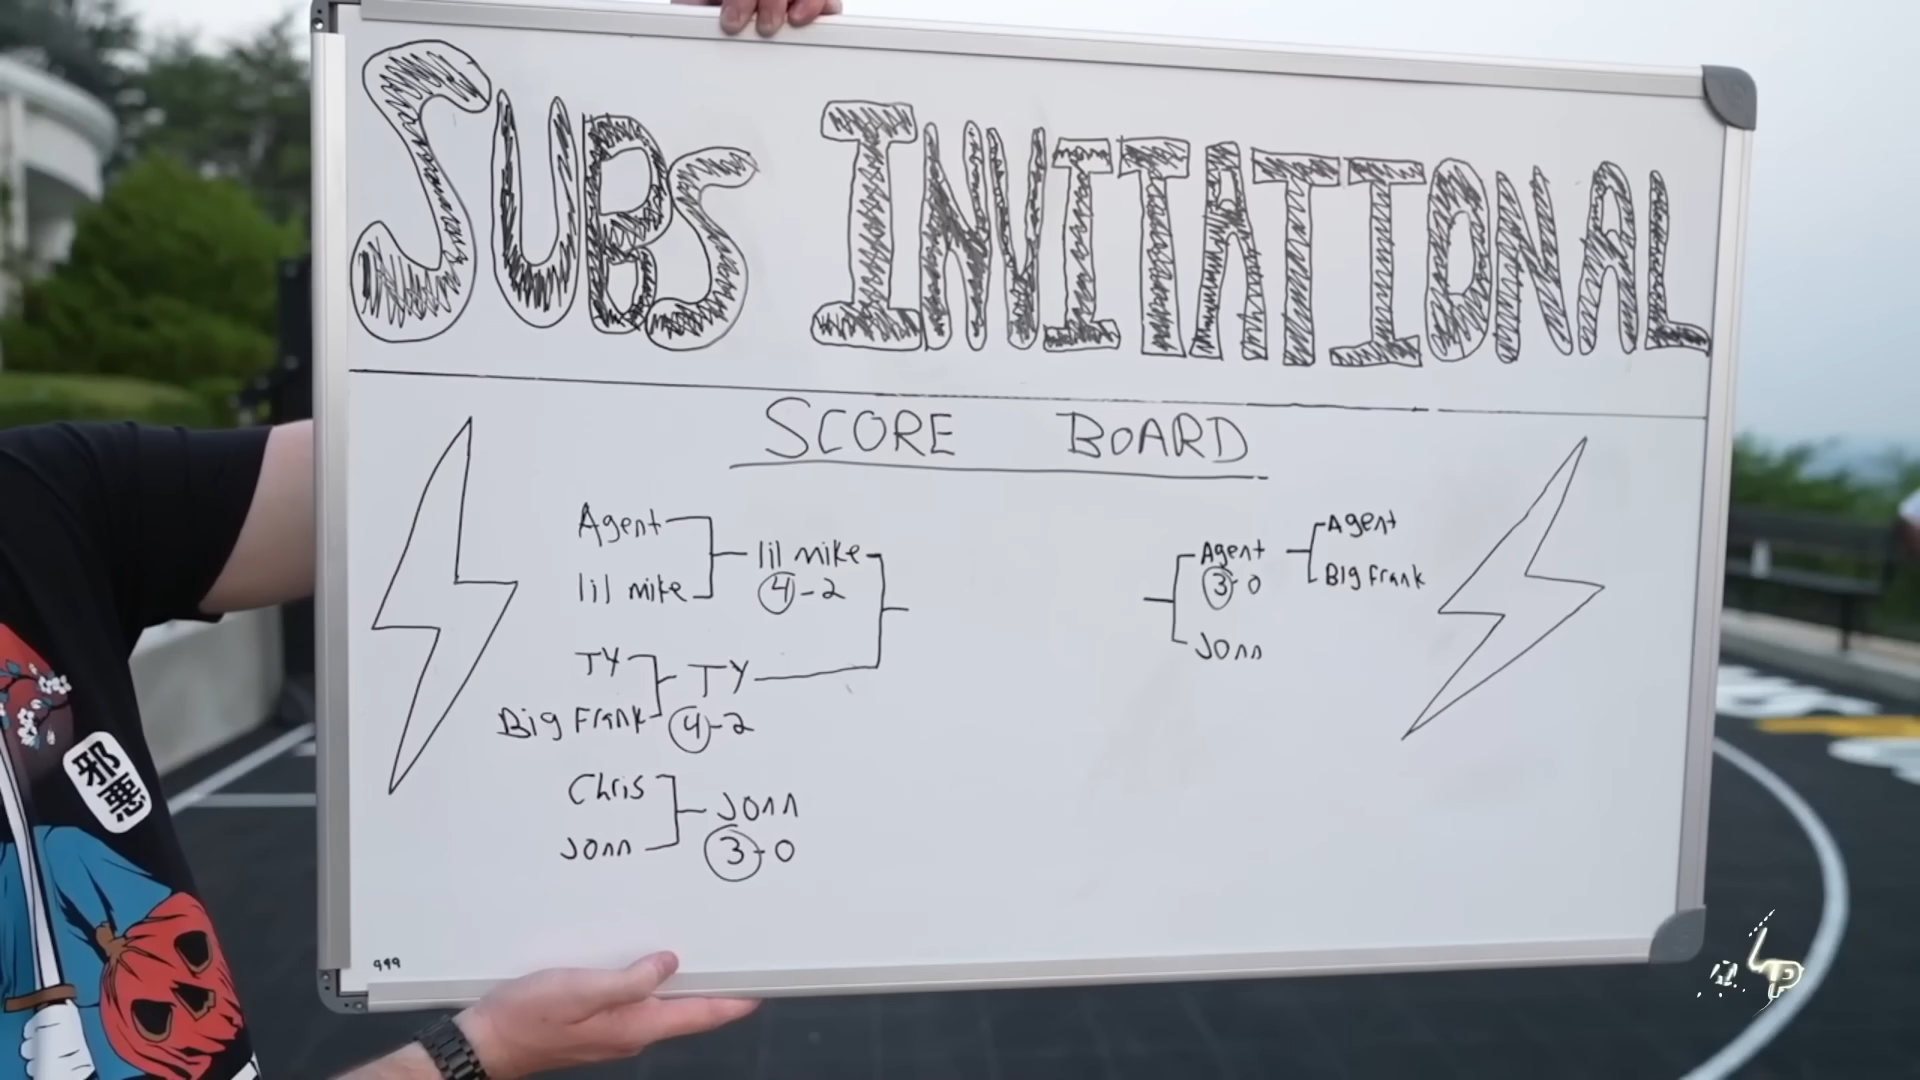 SUBS INVITATIONAL
SCORE BOARD
Agent
lil mike
lil mike
4-2
TY
Big Frank
TY
4-2
Chris
Jonn
Jonn
3-0
Agent
3-0
Jonn
Agent
BIg Frank
999
邪悪